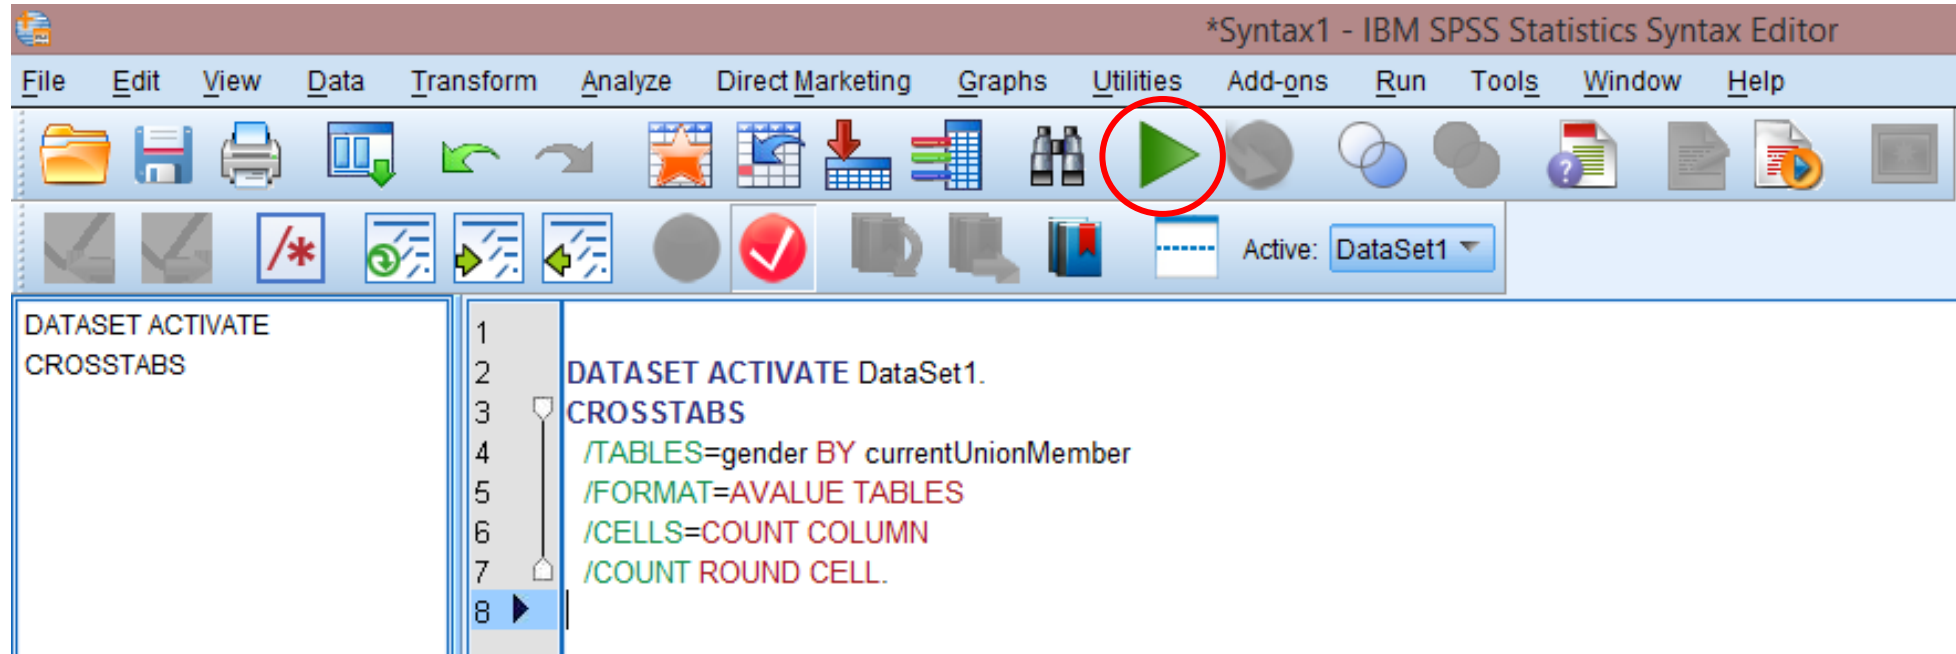 *Syntax1 - IBM SPSS Statistics Syntax Editor
File Edit View Data Transform Analyze Direct Marketing Graphs Utilities Add-ons Run Tools Window Help
/*
Active: DataSet1
DATASET ACTIVATE
CROSSTABS
1
2 DATASET ACTIVATE DataSet1.
3 CROSSTABS
4 /TABLES=gender BY currentUnionMember
5 /FORMAT=AVALUE TABLES
6 /CELLS=COUNT COLUMN
7 /COUNT ROUND CELL.
8